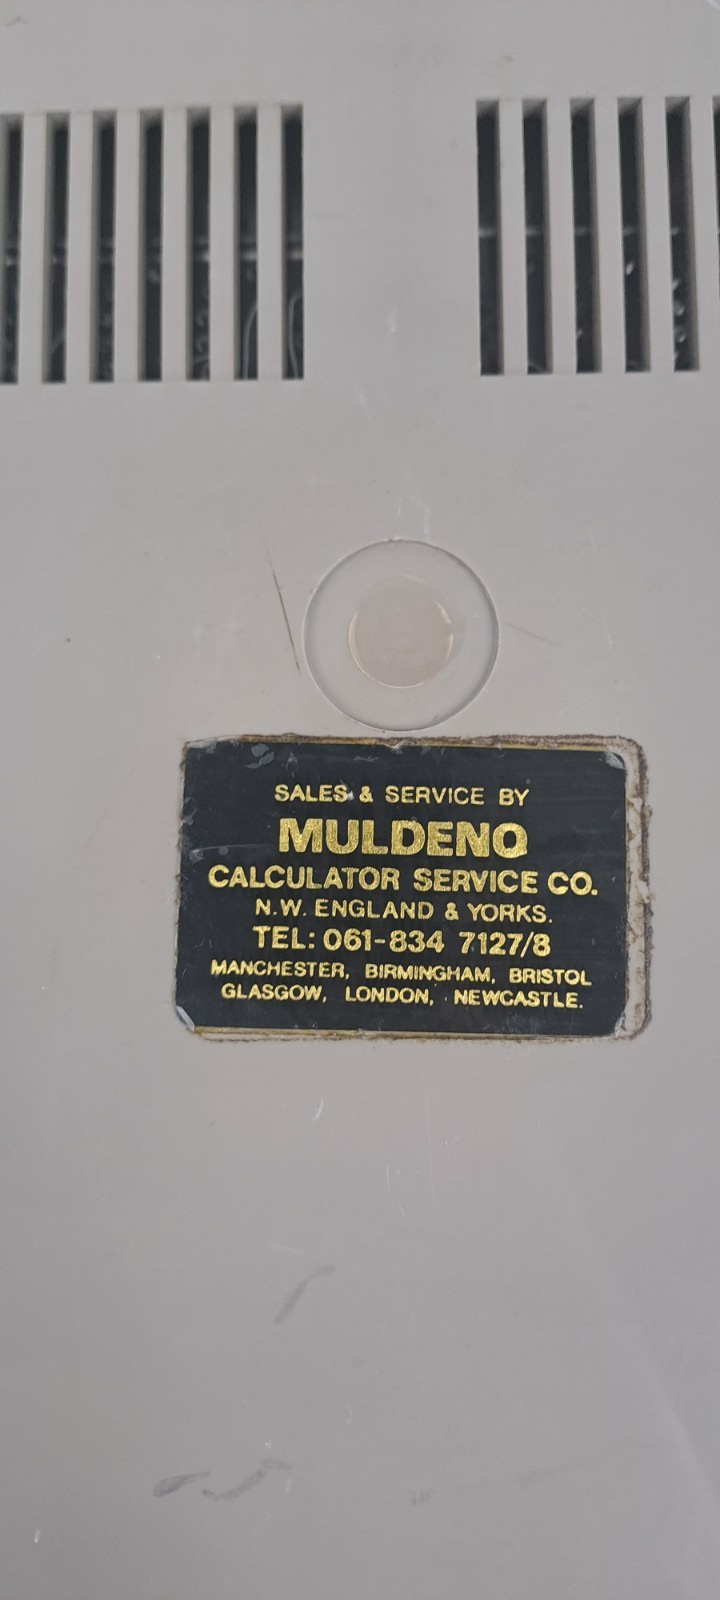 SALES & SERVICE BY
MULDENO
CALCULATOR SERVICE CO.
N.W. ENGLAND & YORKS.
TEL: 061-834 7127/8
MANCHESTER, BIRMINGHAM, BRISTOL
GLASGOW, LONDON, NEWCASTLE.